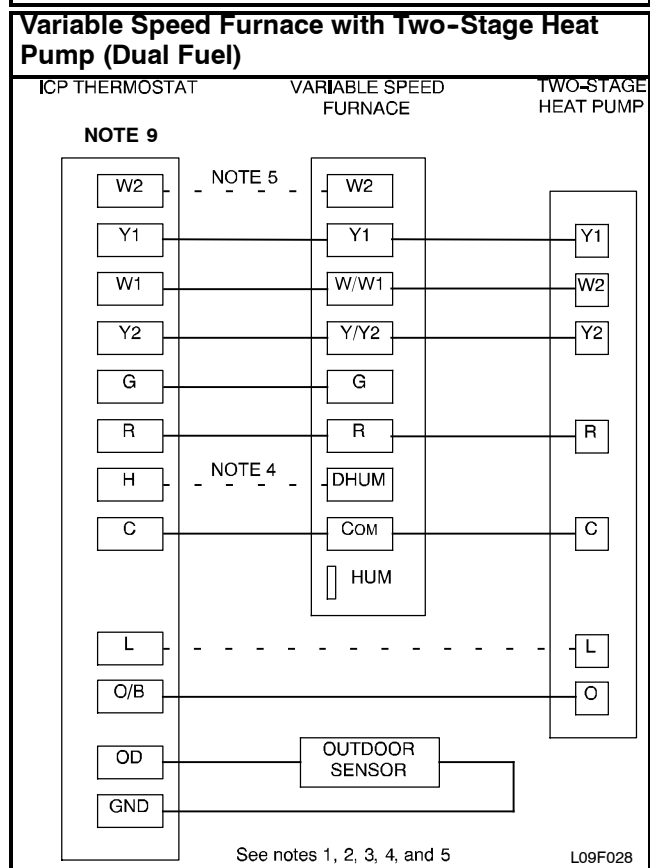 Variable Speed Furnace with Two-Stage Heat
Pump (Dual Fuel)
ICP THERMOSTAT VARIABLE SPEED FURNACE TWO-STAGE HEAT PUMP
NOTE 9
W2 NOTE 5 W2
Y1 Y1 Y1
W1 W/W1 W2
Y2 Y/Y2 Y2
G G
R R R
H NOTE 4 DHUM
C COM C
HUM
L L
O/B O
OD OUTDOOR SENSOR
GND
See notes 1, 2, 3, 4, and 5 L09F028